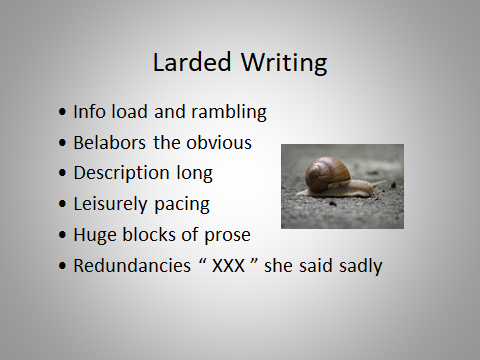 Larded Writing
• Info load and rambling
• Belabors the obvious
• Description long
• Leisurely pacing
• Huge blocks of prose
• Redundancies “ XXX ” she said sadly